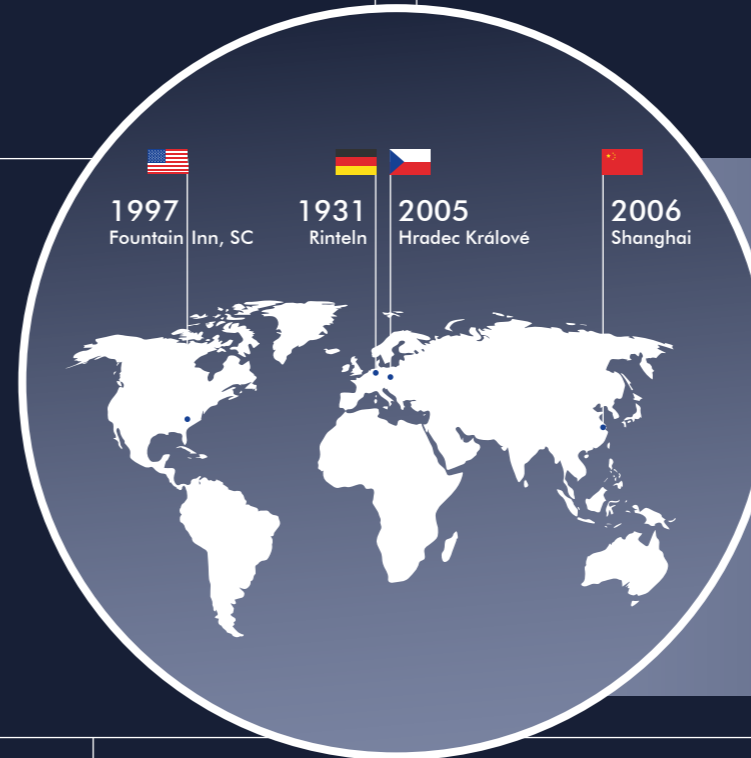 1997
Fountain Inn, SC
1931
Rinteln
2005
Hradec Králové
2006
Shanghai